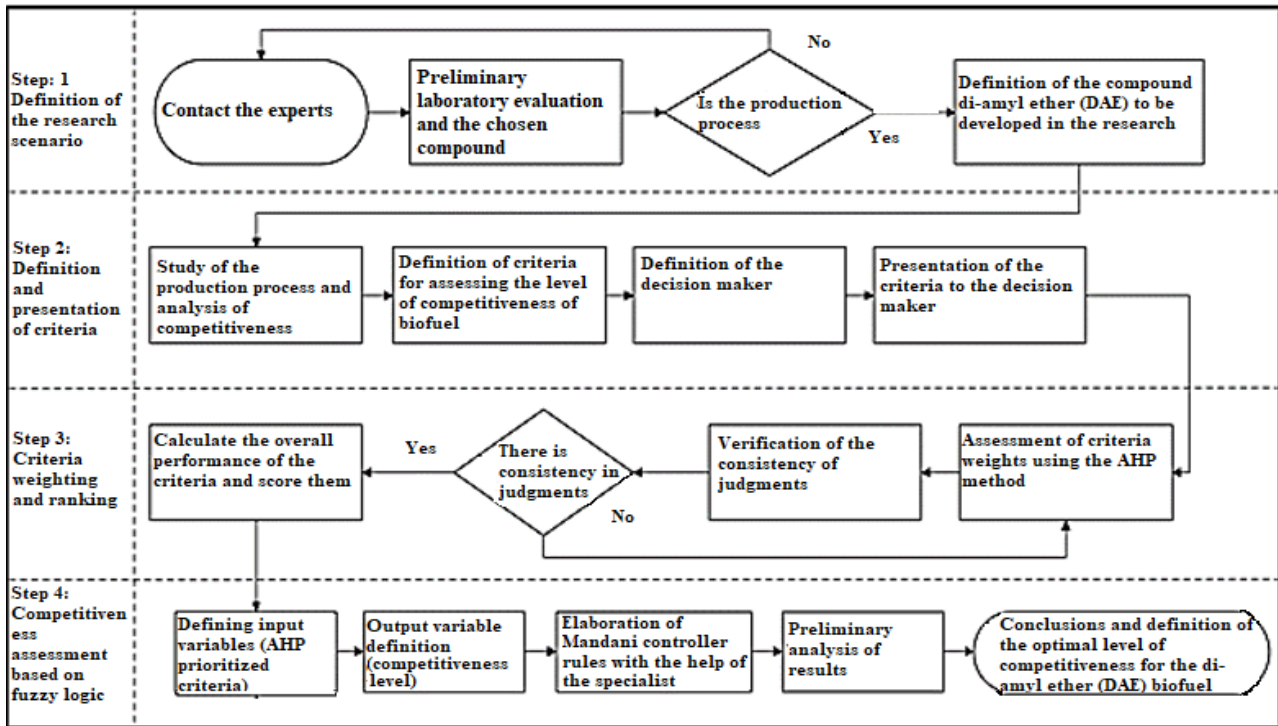 Step: 1
Definition of
the research
scenario
Contact the experts
Preliminary
laboratory evaluation
and the chosen
compound
No
Is the production
process
Yes
Definition of the compound
di-amyl ether (DAE) to be
developed in the research
Step 2:
Definition
and
presentation
of criteria
Study of the
production process and
analysis of
competitiveness
Definition of criteria
for assessing the level
of competitiveness of
biofuel
Definition of the
decision maker
Presentation of the
criteria to the decision
maker
Step 3:
Criteria
weighting
and ranking
Calculate the overall
performance of the
criteria and score them
Yes
There is
consistency in
judgments
No
Verification of the
consistency of
judgments
Assessment of criteria
weights using the AHP
method
Step 4:
Competitiven
ess
assessment
based on
fuzzy logic
Defining input
variables (AHP
prioritized
criteria)
Output variable
definition
(competitiveness
level)
Elaboration of
Mandani controller
rules with the help of
the specialist
Preliminary
analysis of
results
Conclusions and definition
of the optimal level of
competitiveness for the di-
amyl ether (DAE) biofuel